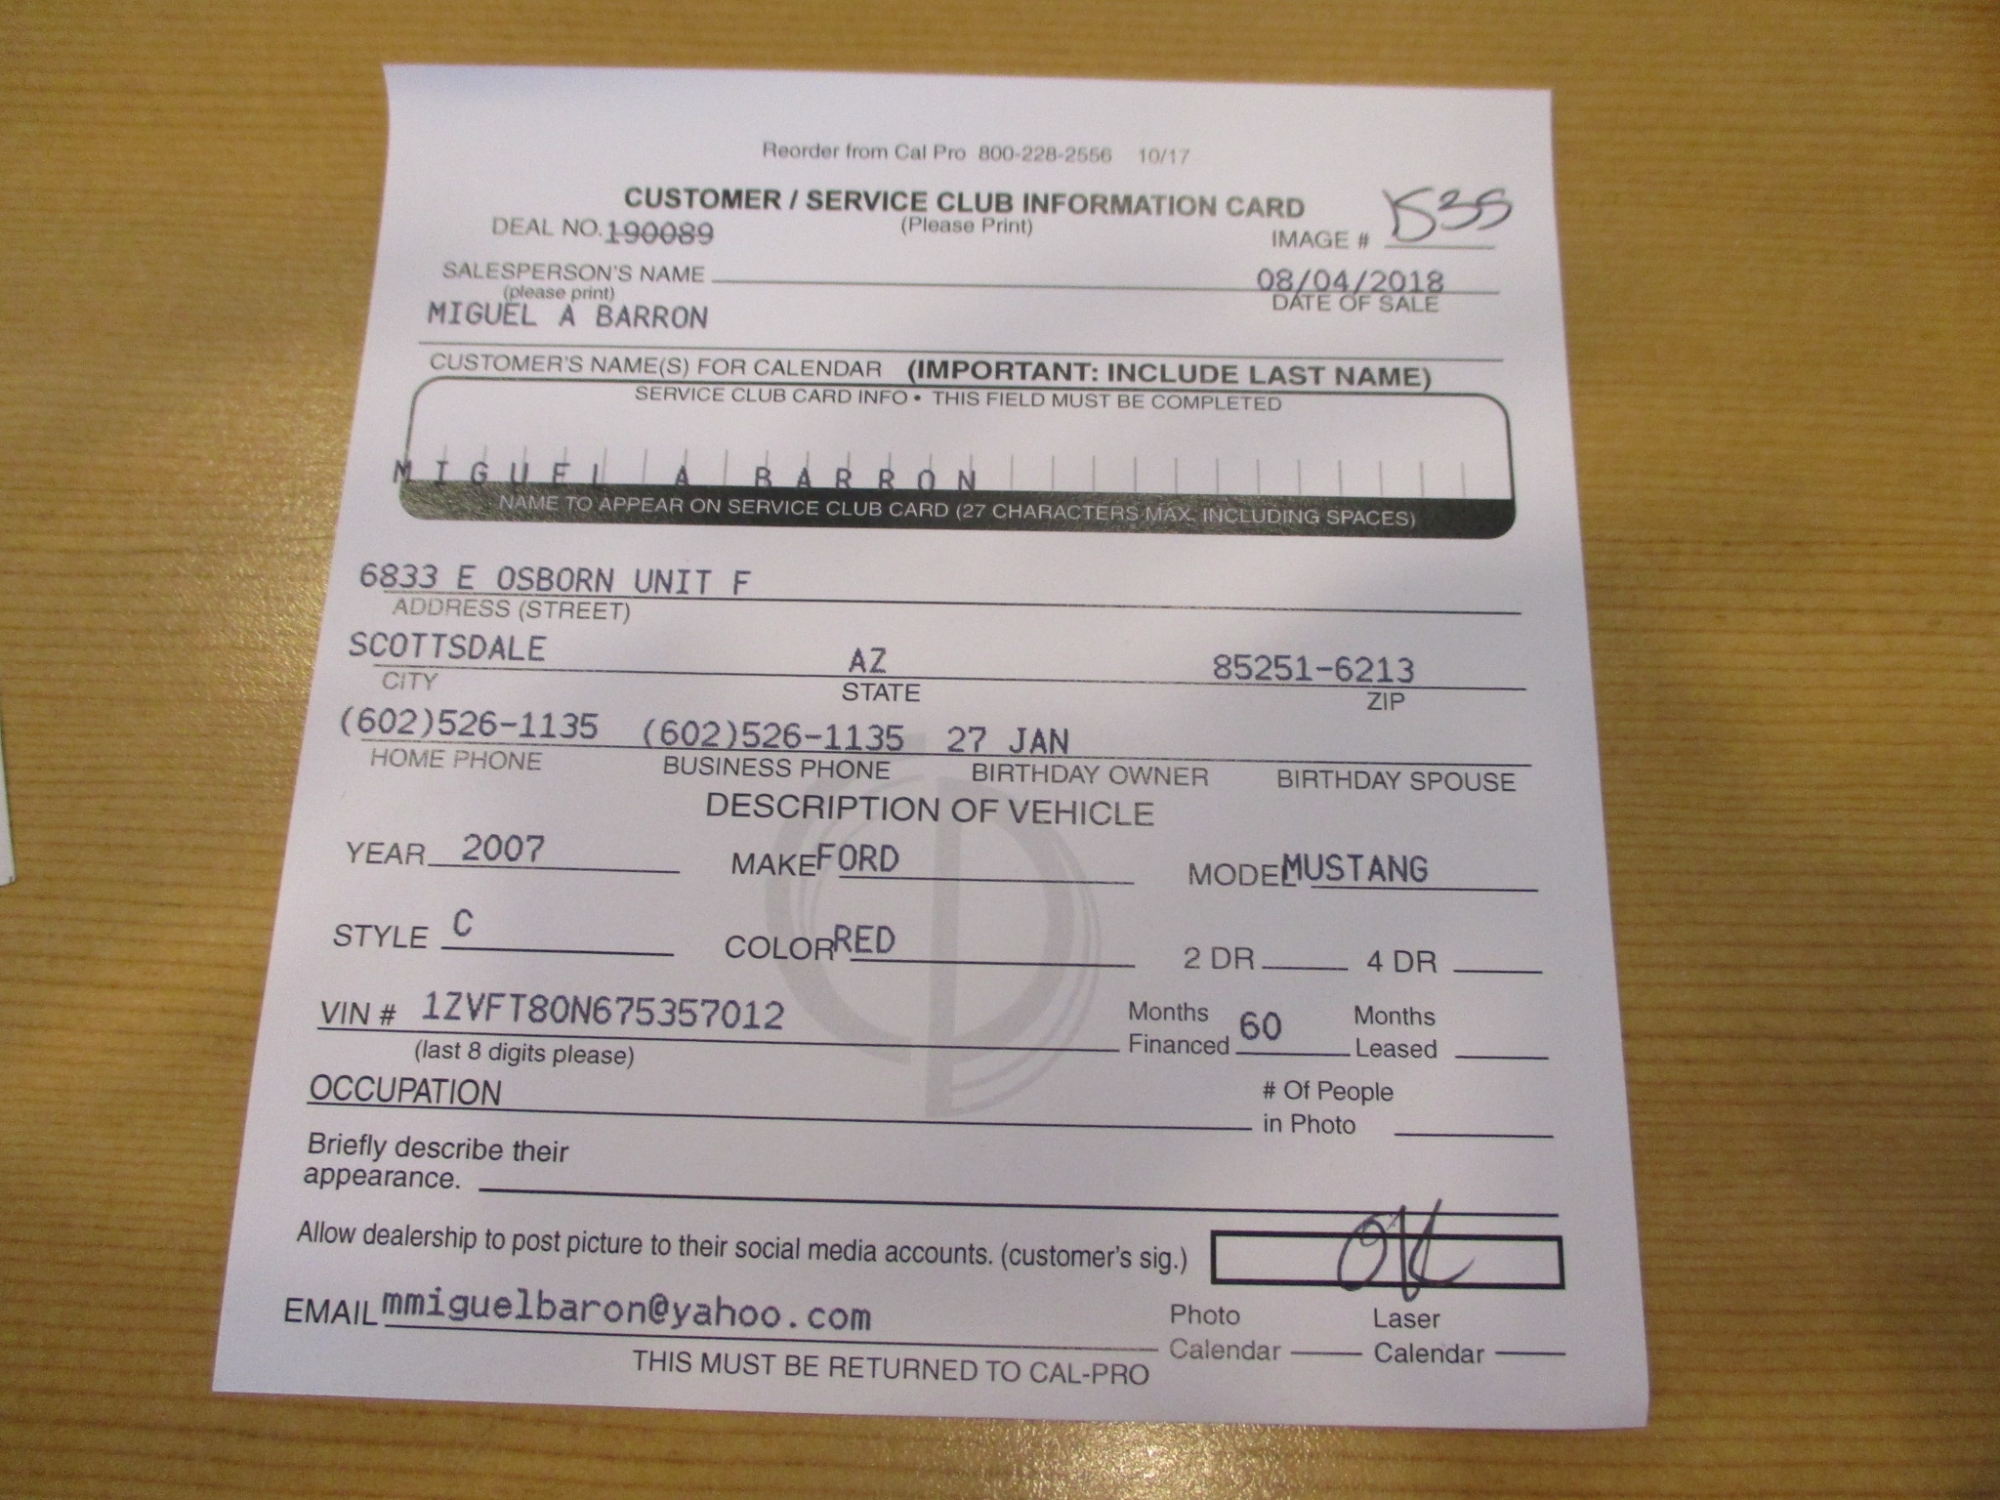 Reorder from Cal Pro 800-228-2556 10/17
CUSTOMER / SERVICE CLUB INFORMATION CARD
(Please Print)
DEAL NO. 190089
IMAGE # 535
SALESPERSON'S NAME
(please print)
08/04/2018
DATE OF SALE
MIGUEL A BARRON
CUSTOMER'S NAME(S) FOR CALENDAR (IMPORTANT: INCLUDE LAST NAME)
SERVICE CLUB CARD INFO • THIS FIELD MUST BE COMPLETED
MIGUEL A BARRON
NAME TO APPEAR ON SERVICE CLUB CARD (27 CHARACTERS MAX. INCLUDING SPACES)
6833 E OSBORN UNIT F
ADDRESS (STREET)
SCOTTSDALE AZ 85251-6213
CITY STATE ZIP
(602)526-1135 (602)526-1135 27 JAN
HOME PHONE BUSINESS PHONE BIRTHDAY OWNER BIRTHDAY SPOUSE
DESCRIPTION OF VEHICLE
YEAR 2007 MAKE FORD MODEL MUSTANG
STYLE C COLOR RED 2 DR 4 DR
VIN # 1ZVFT80N675357012
(last 8 digits please)
Months
Financed 60
Months
Leased
OCCUPATION
# Of People
in Photo
Briefly describe their
appearance.
Allow dealership to post picture to their social media accounts. (customer's sig.) OK
EMAIL mmiguelbaron@yahoo.com
Photo
Calendar
Laser
Calendar
THIS MUST BE RETURNED TO CAL-PRO